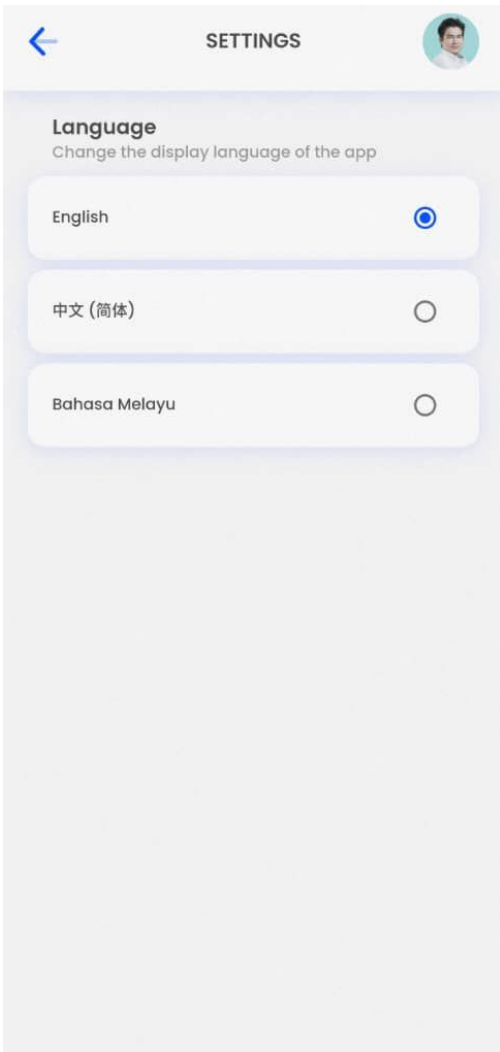 SETTINGS
Language
Change the display language of the app
English
中文 (简体)
Bahasa Melayu